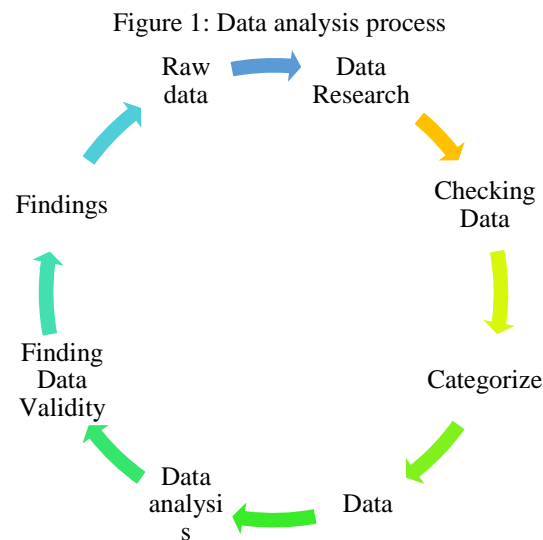 Figure 1: Data analysis process
Raw
data
Data
Research
Checking
Data
Categorize
Data
Data
analysi
s
Finding
Data
Validity
Findings